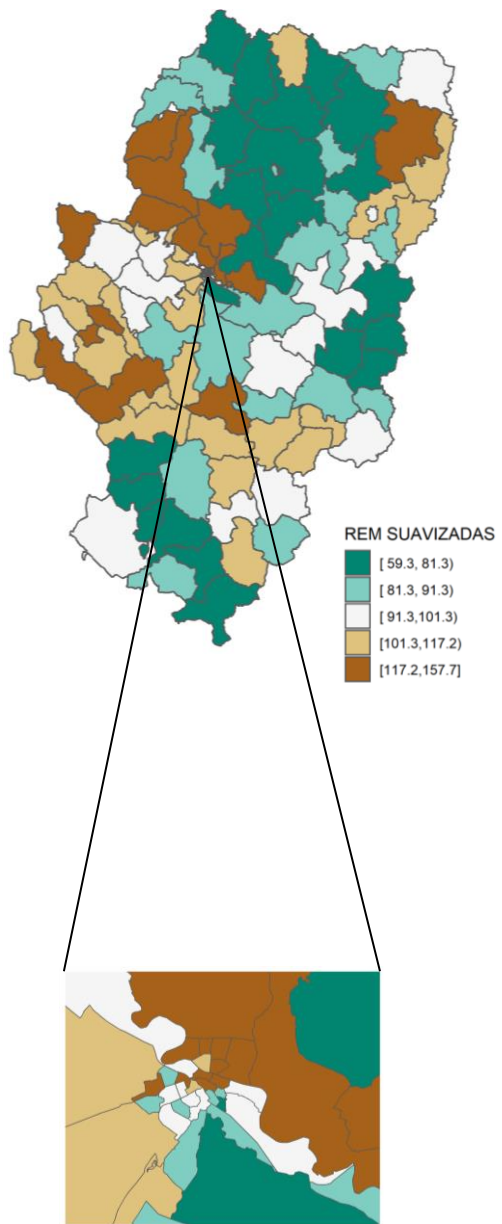 REM SUAVIZADAS
[ 59.3, 81.3)
[ 81.3, 91.3)
[ 91.3,101.3)
[101.3,117.2)
[117.2,157.7]